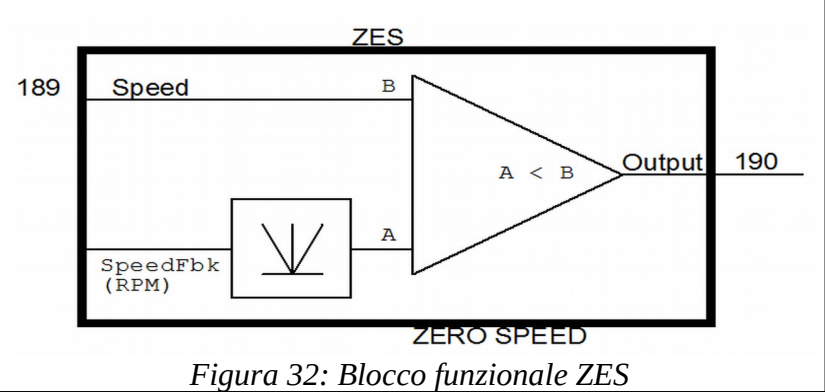 ZES
189 Speed B
A < B Output 190
A
SpeedFbk
(RPM)
ZERO SPEED
Figura 32: Blocco funzionale ZES